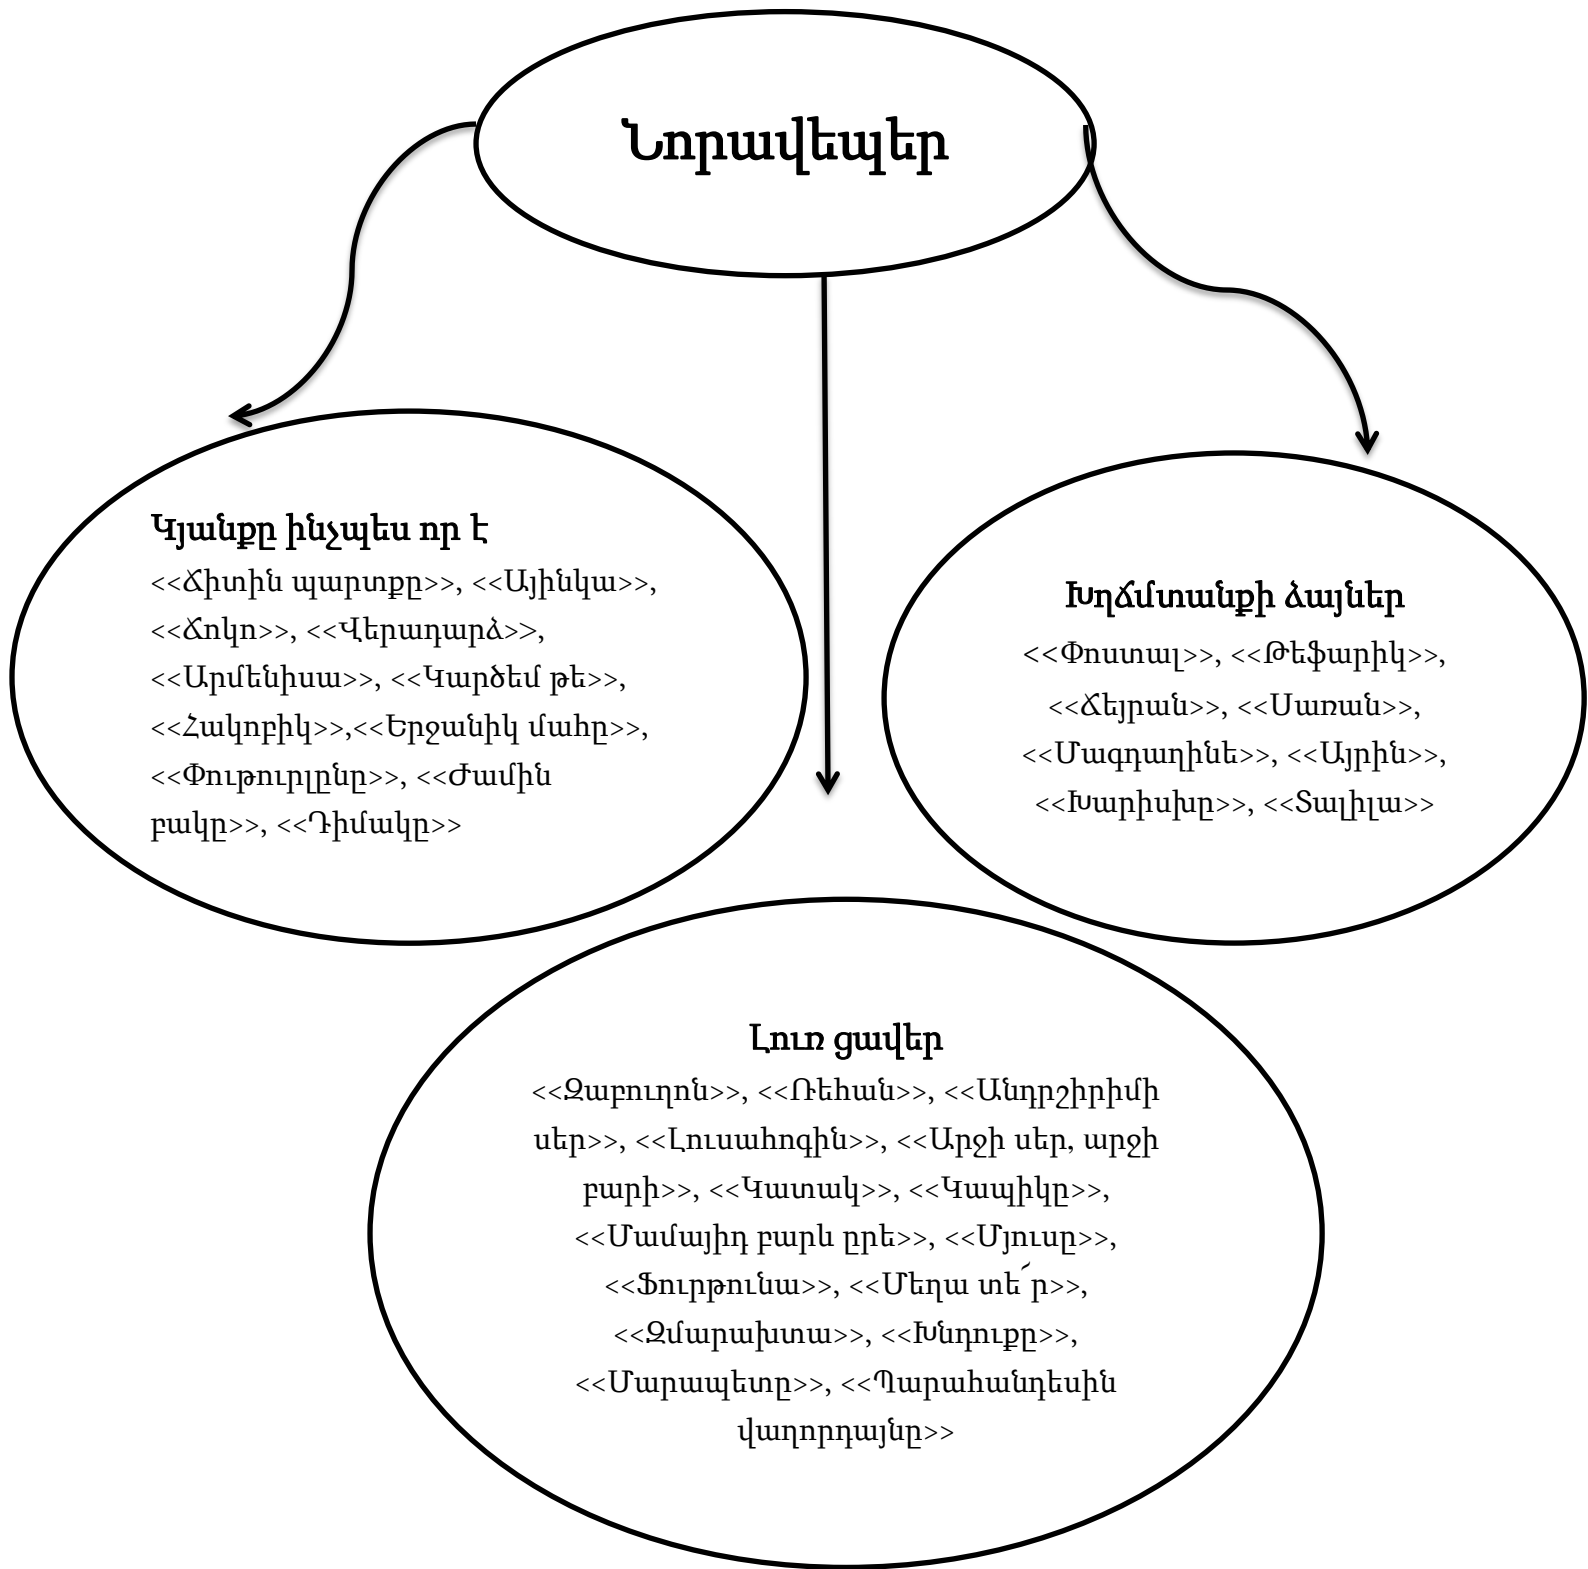 Նորավեպեր
Կյանքը ինչպես որ է
<<Ճիտին պարտքը>>, <<Այինկա>>,
<<Ճոկո>>, <<Վերադարձ>>,
<<Արմենիսա>>, <<Կարծեմ թե>>,
<<Հակոբիկ>>,<<Երջանիկ մահը>>,
<<Փութուրլընը>>, <<Ժամին
բակը>>, <<Դիմակը>>
Խղճմտանքի ձայներ
<<Փոստալ>>, <<Թեֆարիկ>>,
<<Ճեյրան>>, <<Սառան>>,
<<Մագդաղինե>>, <<Այրին>>,
<<Խարիսխը>>, <<Տալիլա>>
Լուռ ցավեր
<<Զաբուղոն>>, <<Ռեհան>>, <<Անդրշիրիմի
սեր>>, <<Լուսահոգին>>, <<Արջի սեր, արջի
բարի>>, <<Կատակ>>, <<Կապիկը>>,
<<Մամայիդ բարև ըրե>>, <<Մյուսը>>,
<<Ֆուրթունա>>, <<Մեղա տե՜ր>>,
<<Զմարախտա>>, <<Խնդուքը>>,
<<Մարապետը>>, <<Պարահանդեսին
վաղորդայնը>>